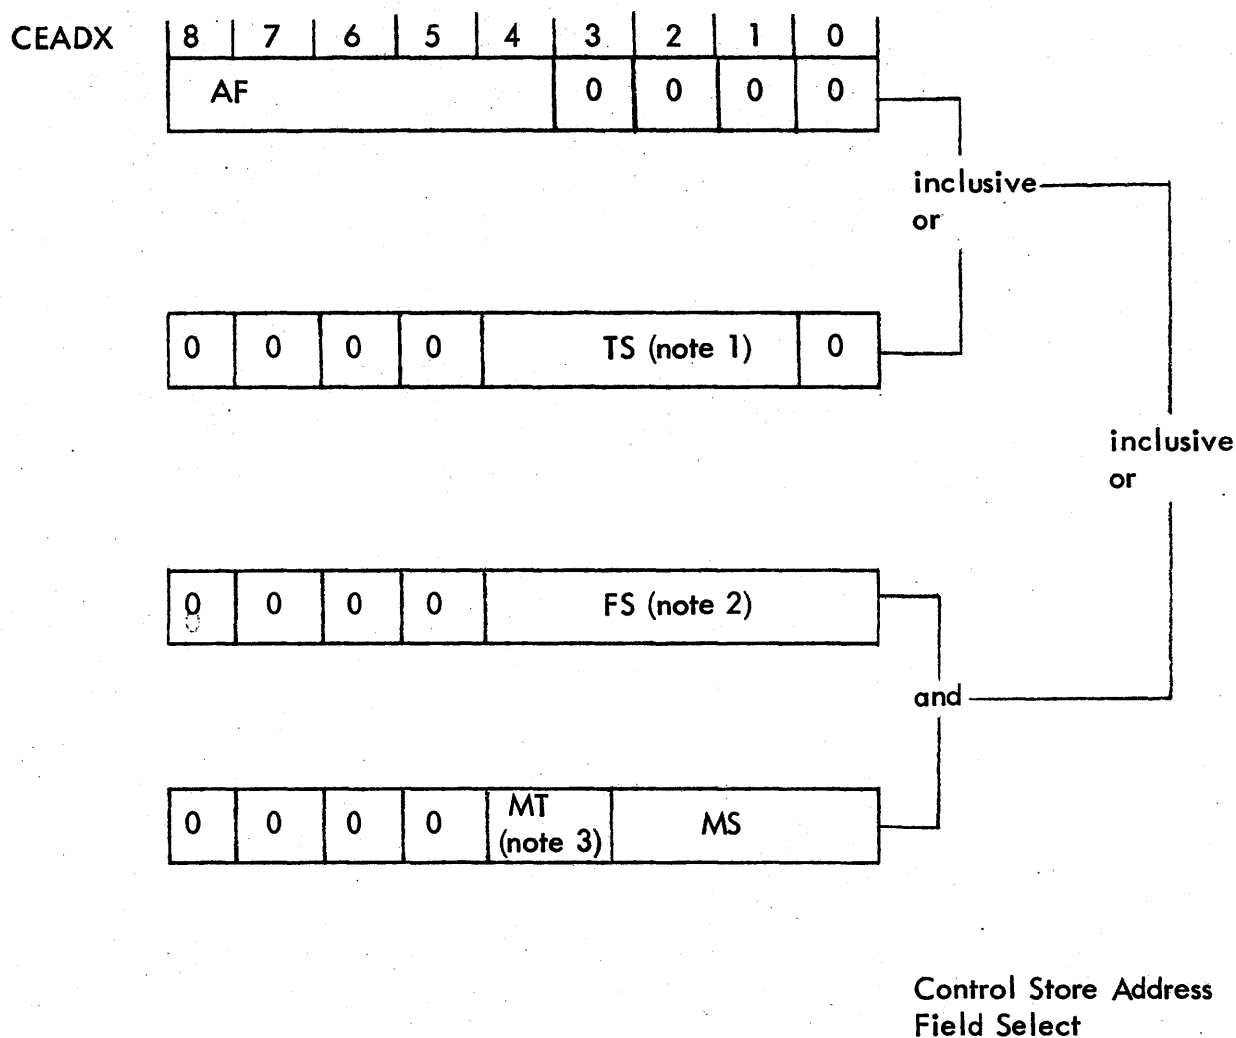 CEADX 8 7 6 5 4 3 2 1 0
AF 0 0 0 0
inclusive
or
0 0 0 0 TS (note 1) 0
inclusive
or
0 0 0 0 FS (note 2)
and
0 0 0 0 MT
(note 3) MS
Control Store Address
Field Select